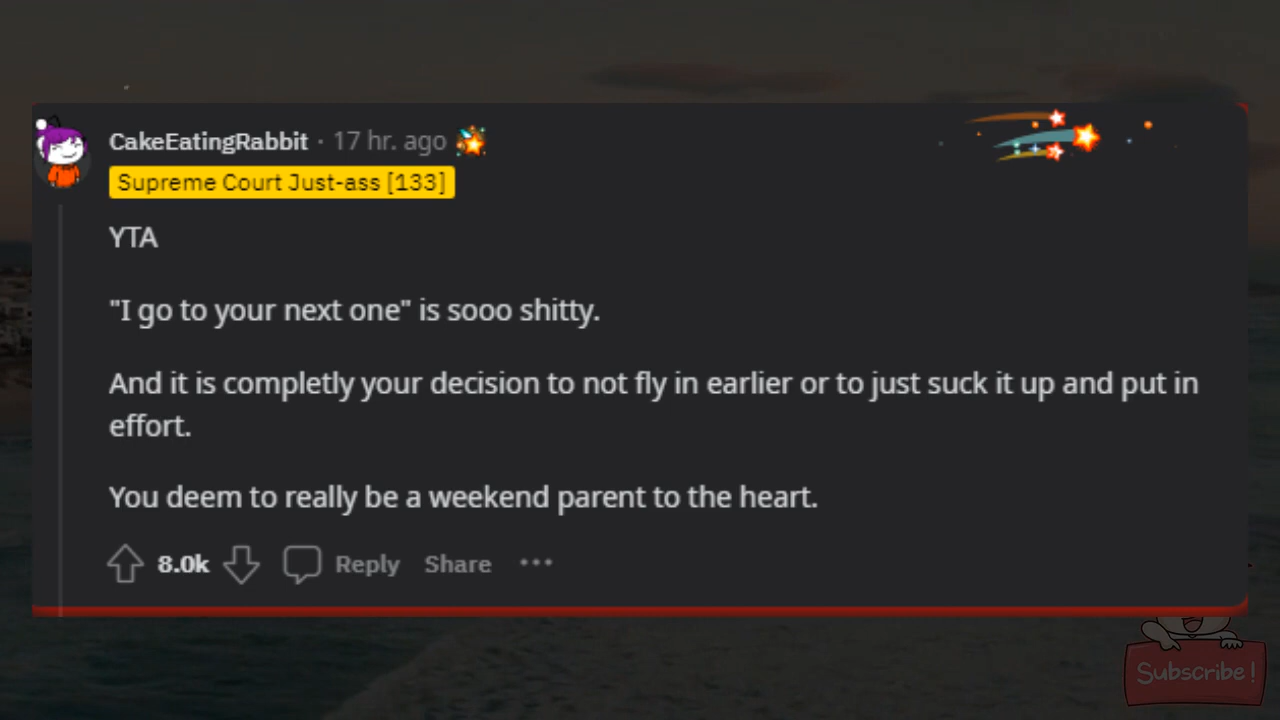 CakeEatingRabbit · 17 hr. ago
Supreme Court Just-ass [133]
YTA
"I go to your next one" is sooo shitty.
And it is completly your decision to not fly in earlier or to just suck it up and put in
effort.
You deem to really be a weekend parent to the heart.
8.0k Reply Share ···
Subscribe!